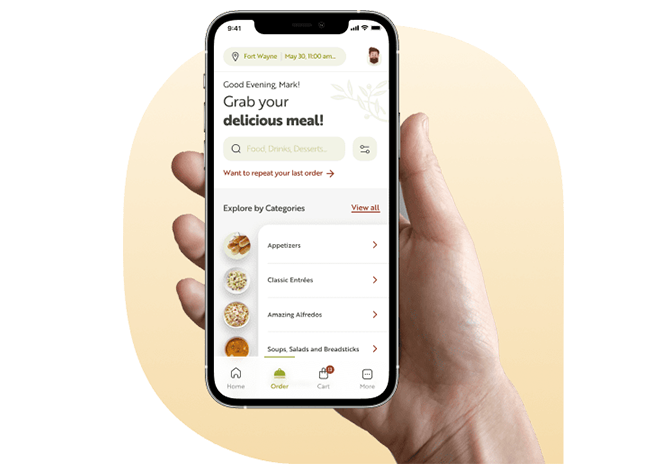 9:41
Fort Wayne | May 30, 11:00 am...
Good Evening, Mark!
Grab your
delicious meal!
Food, Drinks, Desserts...
Want to repeat your last order
Explore by Categories View all
Appetizers
Classic Entrées
Amazing Alfredos
Soups, Salads and Breadsticks
Home Order Cart More